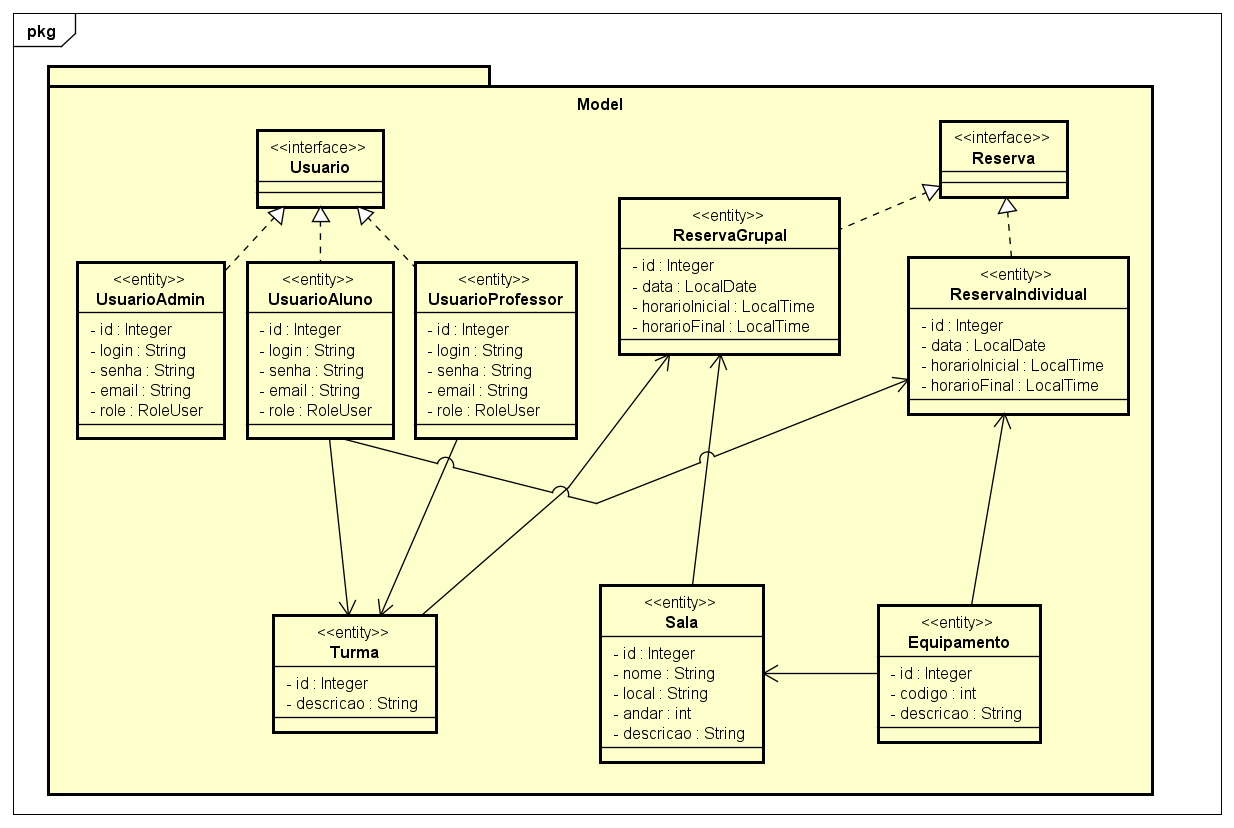 pkg
Model
<<interface>>
Usuario
<<interface>>
Reserva
<<entity>>
UsuarioAdmin
- id : Integer
- login : String
- senha : String
- email : String
- role : RoleUser
<<entity>>
UsuarioAluno
- id : Integer
- login : String
- senha : String
- email : String
- role : RoleUser
<<entity>>
UsuarioProfessor
- id : Integer
- login : String
- senha : String
- email : String
- role : RoleUser
<<entity>>
ReservaGrupal
- id : Integer
- data : LocalDate
- horarioInicial : LocalTime
- horarioFinal : LocalTime
<<entity>>
ReservaIndividual
- id : Integer
- data : LocalDate
- horarioInicial : LocalTime
- horarioFinal : LocalTime
<<entity>>
Turma
- id : Integer
- descricao : String
<<entity>>
Sala
- id : Integer
- nome : String
- local : String
- andar : int
- descricao : String
<<entity>>
Equipamento
- id : Integer
- codigo : int
- descricao : String